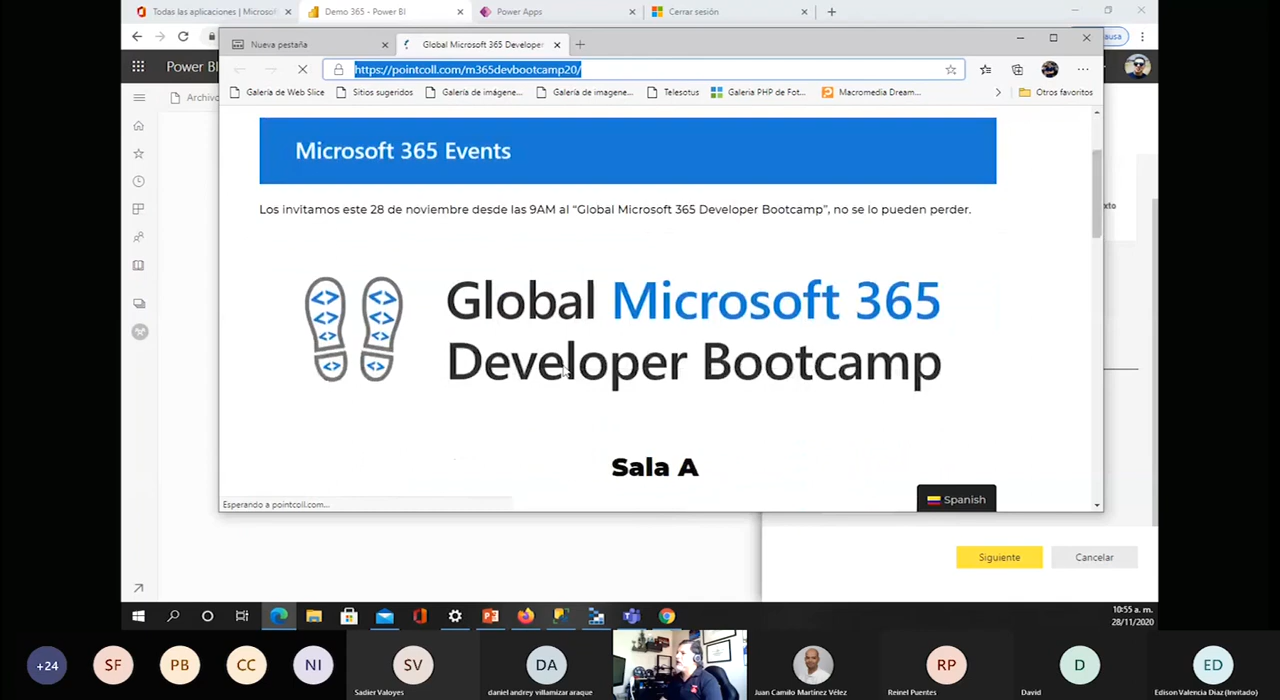 Todas las aplicaciones | Microsof
Demo 365 - Power BI
Power Apps
Cerrar sesión
Nueva pestaña
Global Microsoft 365 Developer
ausa
https://pointcoll.com/m365devbootcamp20/
Power BI
Galería de Web Slice
Sitios sugeridos
Galería de imágene...
Galería de imagene...
Telesotus
Galeria PHP de Fot...
Macromedia Dream...
Otros favoritos
Archivo
Microsoft 365 Events
Los invitamos este 28 de noviembre desde las 9AM al “Global Microsoft 365 Developer Bootcamp”, no se lo pueden perder.
xto
Global Microsoft 365
Developer Bootcamp
Sala A
Spanish
Esperando a pointcoll.com...
Siguiente
Cancelar
10:55 a. m.
28/11/2020
+24
SF
PB
CC
NI
SV
DA
RP
D
ED
Sadier Valoyes
daniel andrey villamizar araque
Juan Camilo Martínez Vélez
Reinel Puentes
David
Edison Valencia Díaz (Invitado)